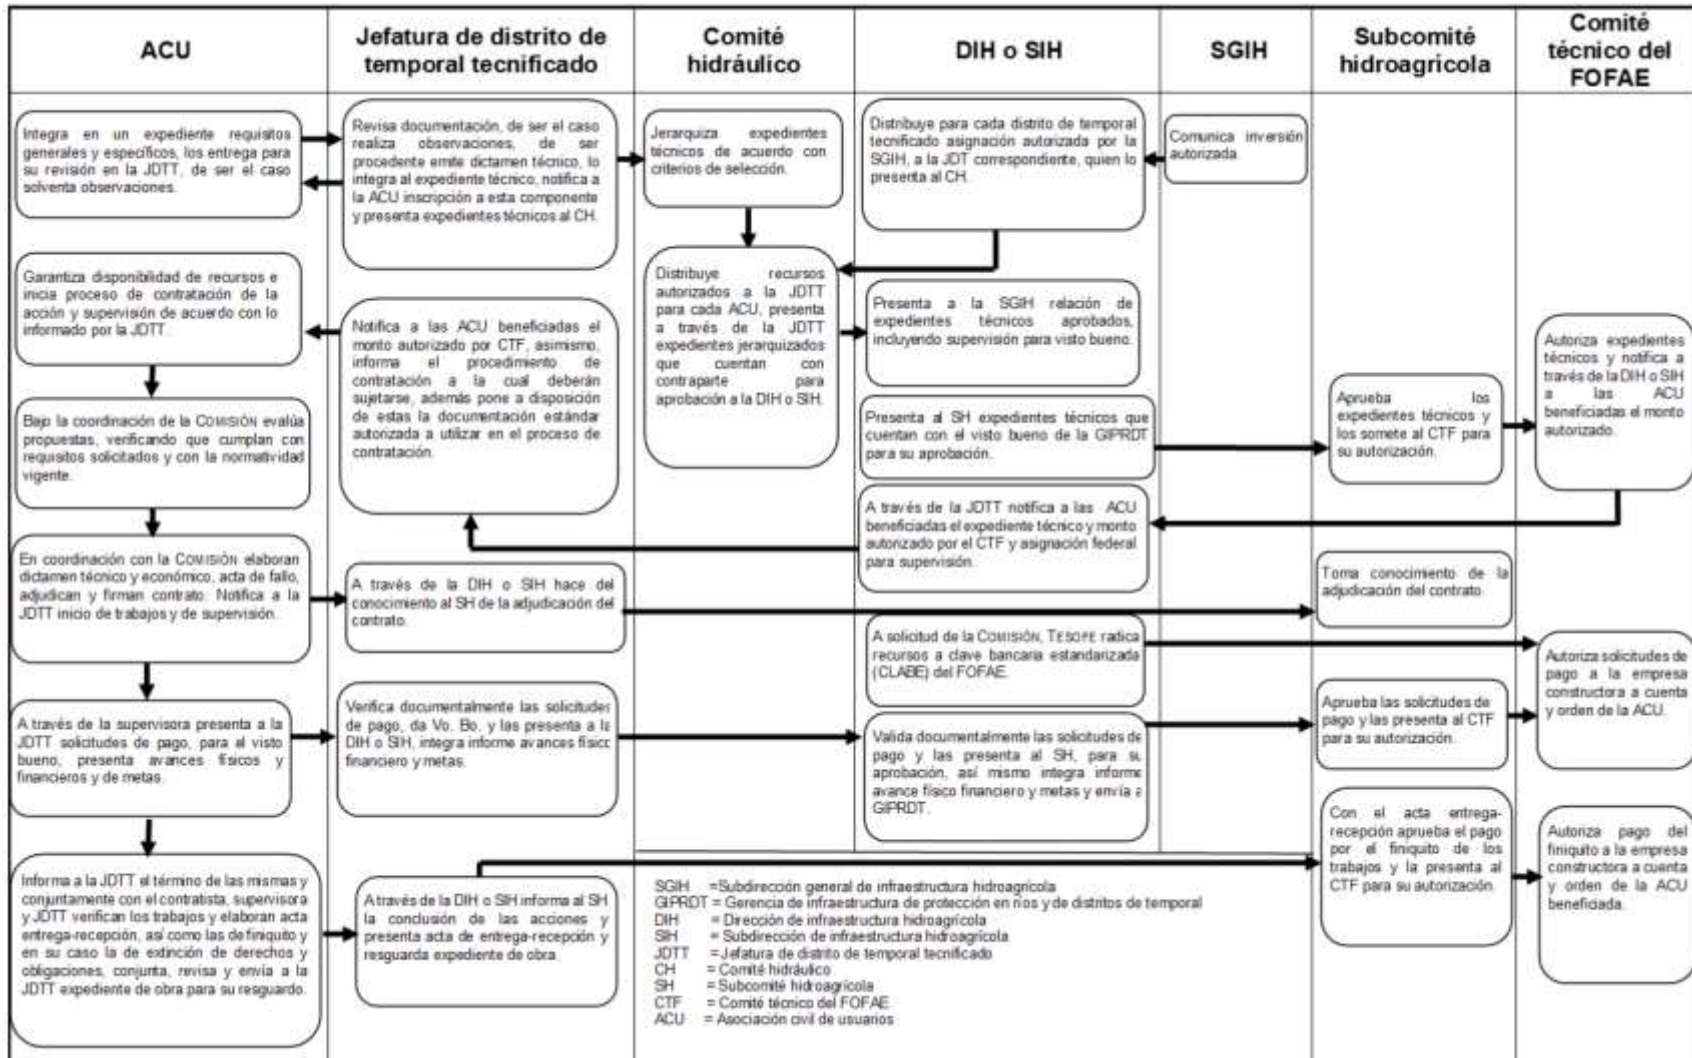 ACU
Jefatura de distrito de
temporal tecnificado
Comité
hidráulico
DIH o SIH
SGIH
Subcomité
hidroagrícola
Comité
técnico del
FOFAE
Integra en un expediente requisitos
generales y específicos, los entrega para
su revisión en la JDTT, de ser el caso
solventa observaciones.
Revisa documentación, de ser el caso
realiza observaciones, de ser
procedente emite dictamen técnico, lo
integra al expediente técnico, notifica a
la ACU inscripción a esta componente
y presenta expedientes técnicos al CH.
Jerarquiza expedientes
técnicos de acuerdo con
criterios de selección.
Distribuye para cada distrito de temporal
tecnificado asignación autorizada por la
SGIH, a la JDT correspondiente, quien lo
presenta al CH.
Comunica inversión
autorizada.
Garantiza disponibilidad de recursos e
inicia proceso de contratación de la
acción y supervisión de acuerdo con lo
informado por la JDTT.
Notifica a las ACU beneficiadas el
monto autorizado por CTF, asimismo,
informa el procedimiento de
contratación a la cual deberán
sujetarse, además pone a disposición
de estas la documentación estándar
autorizada a utilizar en el proceso de
contratación.
Distribuye recursos
autorizados a la JDTT
para cada ACU, presenta
a través de la JDTT
expedientes jerarquizados
que cuentan con
contraparte para
aprobación a la DIH o SIH.
Presenta a la SGIH relación de
expedientes técnicos aprobados,
incluyendo supervisión para visto bueno.
Presenta al SH expedientes técnicos que
cuentan con el visto bueno de la GIPRDT
para su aprobación.
Aprueba los
expedientes técnicos y
los somete al CTF para
su autorización.
Autoriza expedientes
técnicos y notifica a
través de la DIH o SIH
a las ACU
beneficiadas el monto
autorizado.
Bajo la coordinación de la COMISIÓN evalúa
propuestas, verificando que cumplan con
requisitos solicitados y con la normatividad
vigente.
A través de la JDTT notifica a las ACU
beneficiadas el expediente técnico y monto
autorizado por el CTF y asignación federal
para supervisión.
En coordinación con la COMISIÓN elaboran
dictamen técnico y económico, acta de fallo,
adjudican y firman contrato. Notifica a la
JDTT inicio de trabajos y de supervisión.
A través de la DIH o SIH hace del
conocimiento al SH de la adjudicación del
contrato.
Toma conocimiento de la
adjudicación del contrato.
A solicitud de la COMISIÓN, TESOFE radica
recursos a clave bancaria estandarizada
(CLABE) del FOFAE.
Autoriza solicitudes de
pago a la empresa
constructora a cuenta
y orden de la ACU.
A través de la supervisora presenta a la
JDTT solicitudes de pago, para el visto
bueno, presenta avances físicos y
financieros y de metas.
Verifica documentalmente las solicitudes
de pago, da Vo. Bo. y las presenta a la
DIH o SIH, integra informe avances físico
financiero y metas.
Valida documentalmente las solicitudes de
pago y las presenta al SH, para su
aprobación, así mismo integra informe
avance físico financiero y metas y envía a
GIPRDT.
Aprueba las solicitudes de
pago y las presenta al CTF
para su autorización.
Informa a la JDTT el término de las mismas y
conjuntamente con el contratista, supervisora
y JDTT verifican los trabajos y elaboran acta
entrega-recepción, así como las de finiquito y
en su caso la de extinción de derechos y
obligaciones, conjunta, revisa y envía a la
JDTT expediente de obra para su resguardo.
A través de la DIH o SIH informa al SH
la conclusión de las acciones y
presenta acta de entrega-recepción y
resguarda expediente de obra.
Con el acta entrega-
recepción aprueba el pago
por el finiquito de los
trabajos y la presenta al
CTF para su autorización.
Autoriza pago del
finiquito a la empresa
constructora a cuenta
y orden de la ACU
beneficiada.
SGIH =Subdirección general de infraestructura hidroagrícola
GIPRDT = Gerencia de infraestructura de protección en ríos y de distritos de temporal
DIH = Dirección de infraestructura hidroagrícola
SIH = Subdirección de infraestructura hidroagrícola
JDTT = Jefatura de distrito de temporal tecnificado
CH = Comité hidráulico
SH = Subcomité hidroagrícola
CTF = Comité técnico del FOFAE
ACU = Asociación civil de usuarios